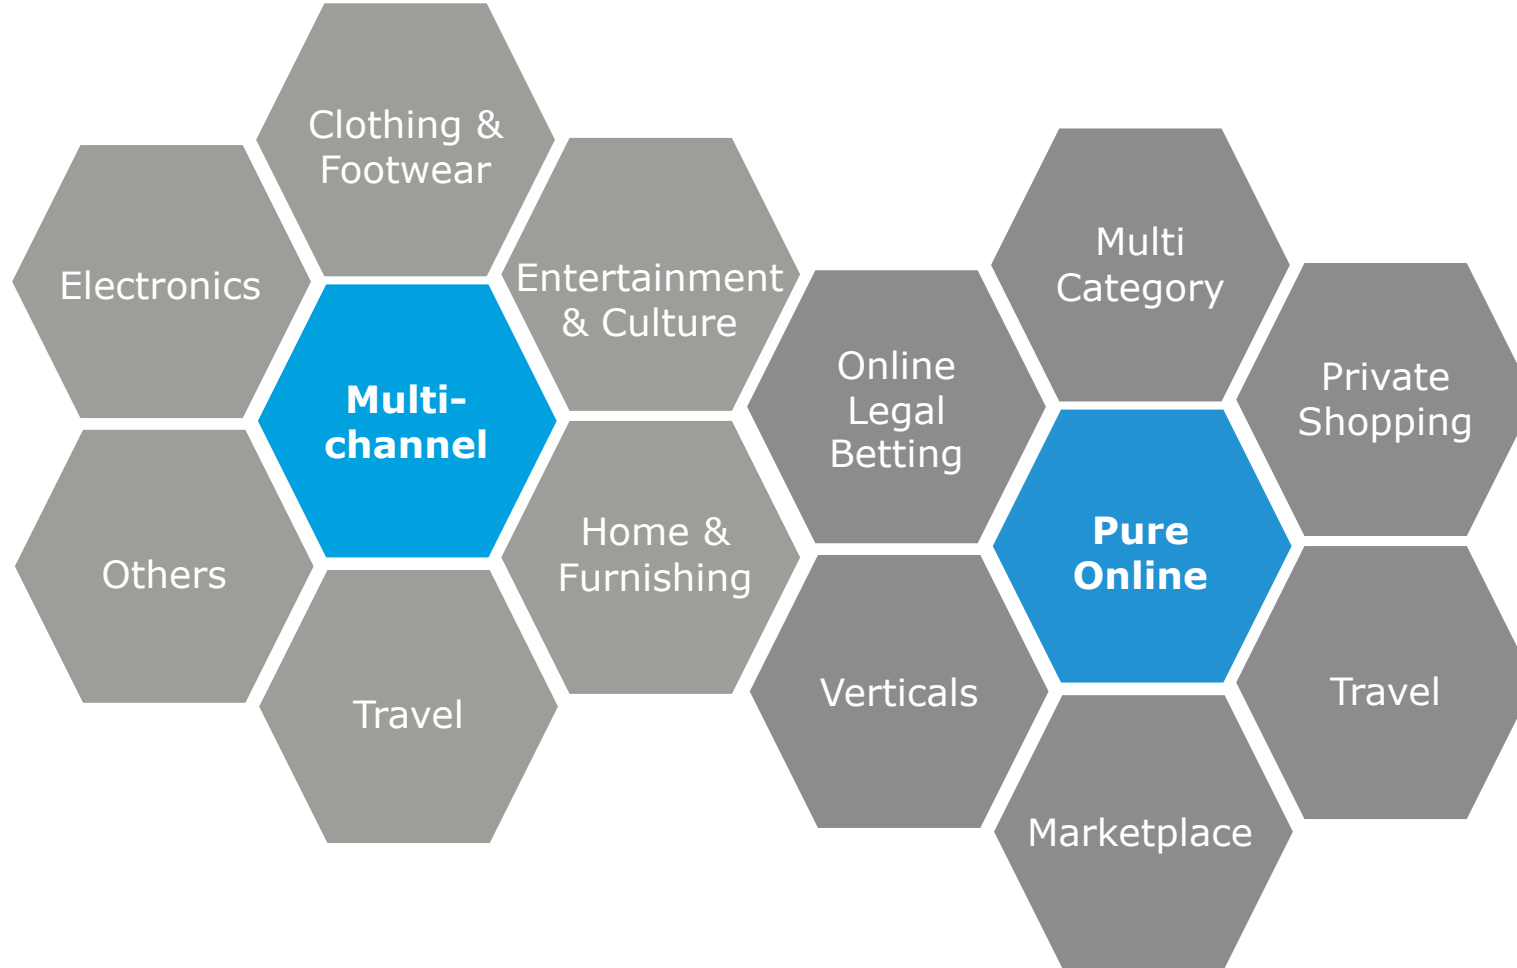 Clothing &
Footwear
Electronics
Entertainment
& Culture
Multi-
channel
Others
Home &
Furnishing
Travel
Multi
Category
Online
Legal
Betting
Private
Shopping
Pure
Online
Verticals
Travel
Marketplace